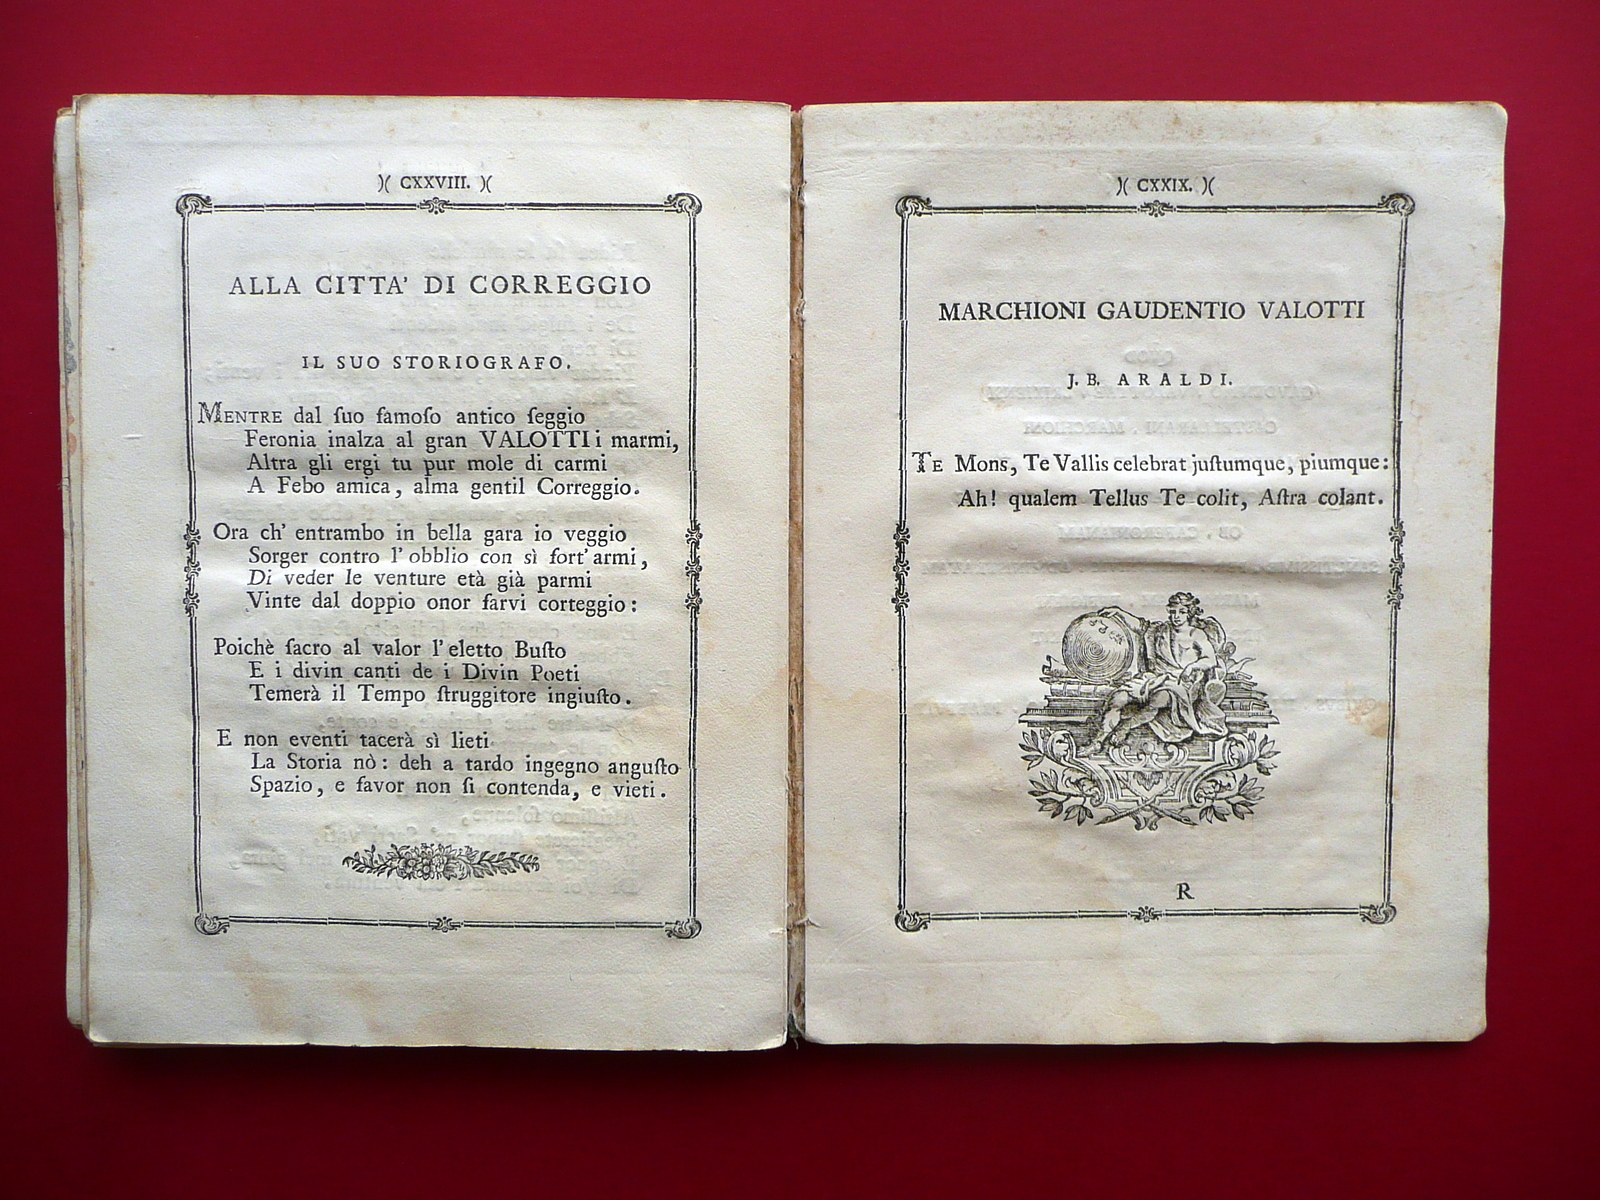 )( CXXVIII. )(
ALLA CITTA' DI CORREGGIO
IL SUO STORIOGRAFO.
MENTRE dal ſuo famoſo antico ſeggio
Feronia inalza al gran VALOTTI i marmi,
Altra gli ergi tu pur mole di carmi
A Febo amica, alma gentil Correggio.
Ora ch' entrambo in bella gara io veggio
Sorger contro l' obblio con sì fort' armi,
Di veder le venture età già parmi
Vinte dal doppio onor farvi corteggio:
Poichè ſacro al valor l' eletto Buſto
E i divin canti de i Divin Poeti
Temerà il Tempo ſtruggitore ingiuſto.
E non eventi tacerà sì lieti
La Storia nò: deh a tardo ingegno anguſto
Spazio, e favor non ſi contenda, e vieti.
)( CXXIX. )(
MARCHIONI GAUDENTIO VALOTTI
J. B. ARALDI.
TE Mons, Te Vallis celebrat juſtumque, piumque:
Ah! qualem Tellus Te colit, Aſtra colant.
R